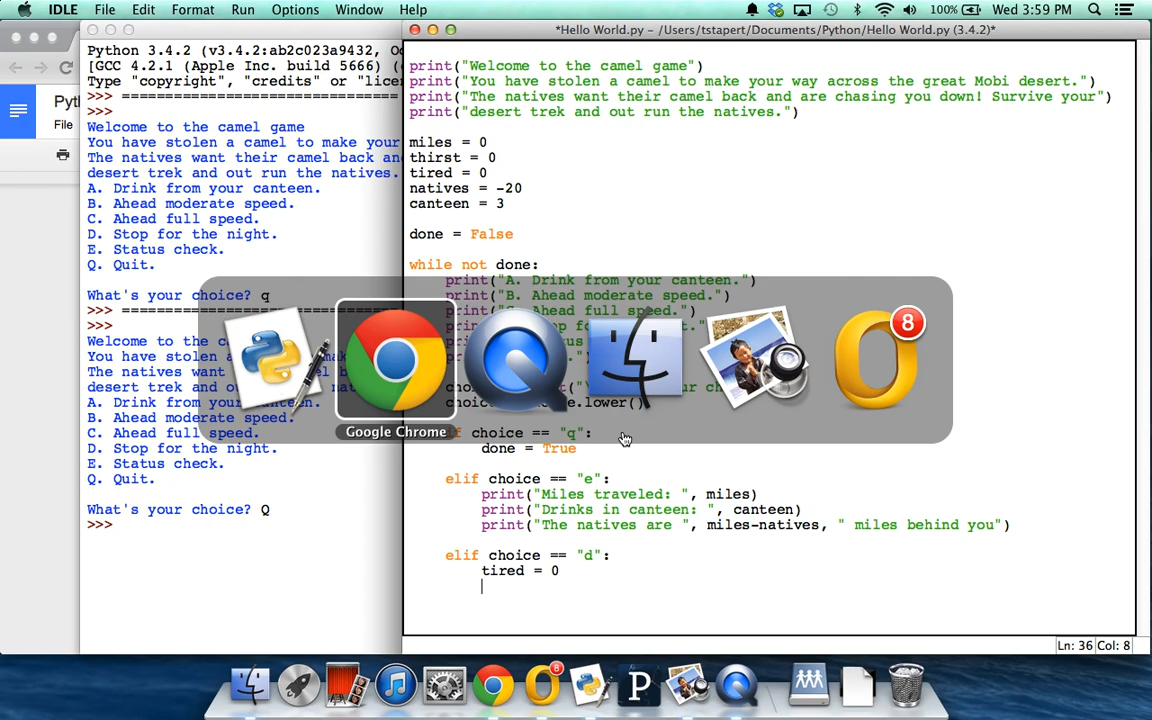 IDLE File Edit Format Run Options Window Help 100% Wed 3:59 PM
*Hello World.py – /Users/tstapert/Documents/Python/Hello World.py (3.4.2)*
Pyt
File
Python 3.4.2 (v3.4.2:ab2c023a9432, Oc
[GCC 4.2.1 (Apple Inc. build 5666) (
Type "copyright", "credits" or "licen
>>> ================================
>>>
Welcome to the camel game
You have stolen a camel to make your
The natives want their camel back an
desert trek and out run the natives.
A. Drink from your canteen.
B. Ahead moderate speed.
C. Ahead full speed.
D. Stop for the night.
E. Status check.
Q. Quit.
What's your choice? q
>>> ================================
>>>
Welcome to the c
You have stolen
The natives want
desert trek and
A. Drink from your canteen.
B. Ahead moderate speed.
C. Ahead full speed.
D. Stop for the night.
E. Status check.
Q. Quit.
What's your choice? Q
>>>
print("Welcome to the camel game")
print("You have stolen a camel to make your way across the great Mobi desert.")
print("The natives want their camel back and are chasing you down! Survive your")
print("desert trek and out run the natives.")
miles = 0
thirst = 0
tired = 0
natives = -20
canteen = 3
done = False
while not done:
print("A. Drink from your canteen.")
print("B. Ahead moderate speed.")
speed.")
.lower()
if choice == "q":
done = True
elif choice == "e":
print("Miles traveled: ", miles)
print("Drinks in canteen: ", canteen)
print("The natives are ", miles-natives, " miles behind you")
elif choice == "d":
tired = 0
8
Google Chrome
Ln: 36 Col: 8
8
P